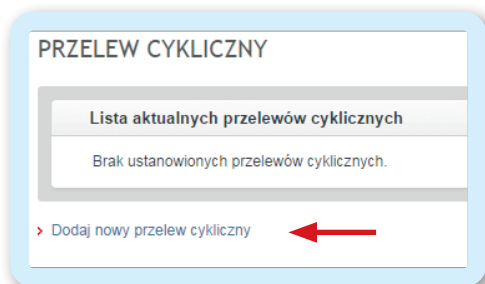 PRZELEW CYKLICZNY
Lista aktualnych przelewów cyklicznych
Brak ustanowionych przelewów cyklicznych.
Dodaj nowy przelew cykliczny